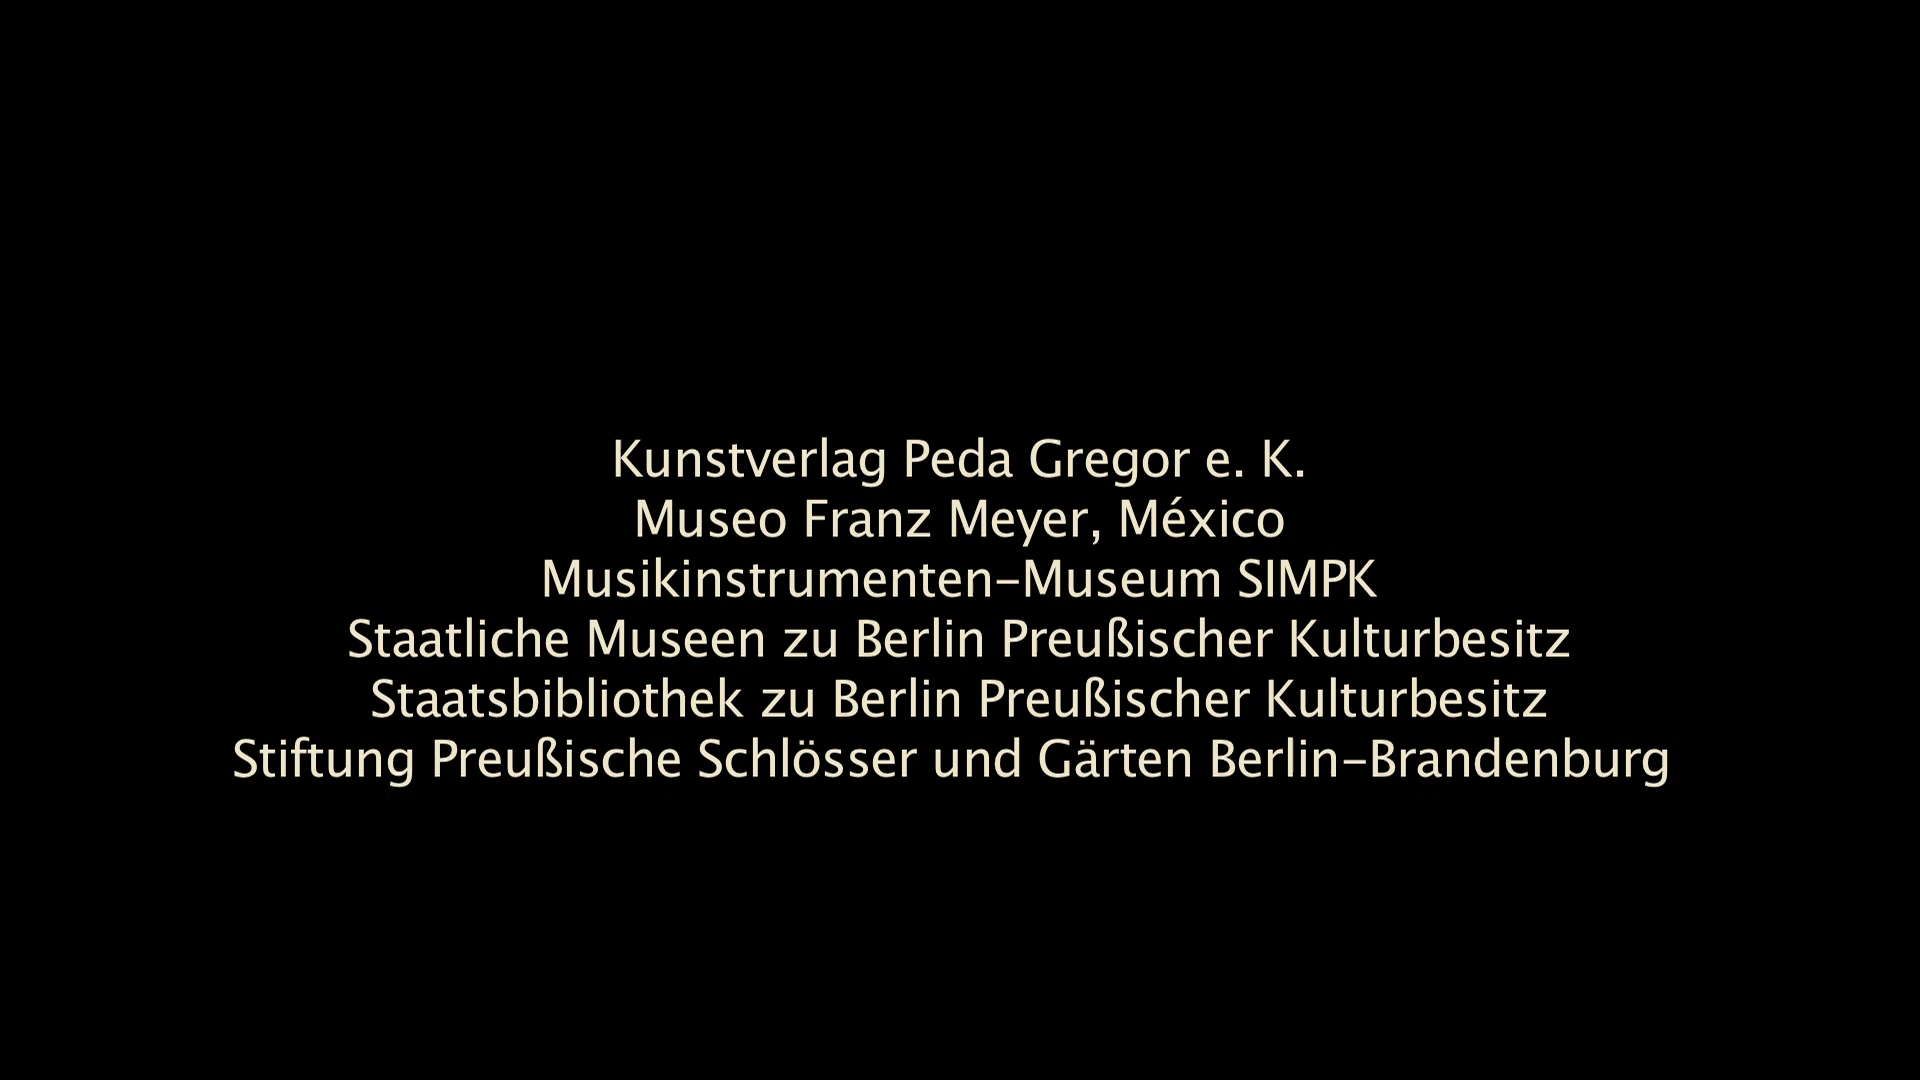 Kunstverlag Peda Gregor e. K.
Museo Franz Meyer, México
Musikinstrumenten-Museum SIMPK
Staatliche Museen zu Berlin Preußischer Kulturbesitz
Staatsbibliothek zu Berlin Preußischer Kulturbesitz
Stiftung Preußische Schlösser und Gärten Berlin-Brandenburg